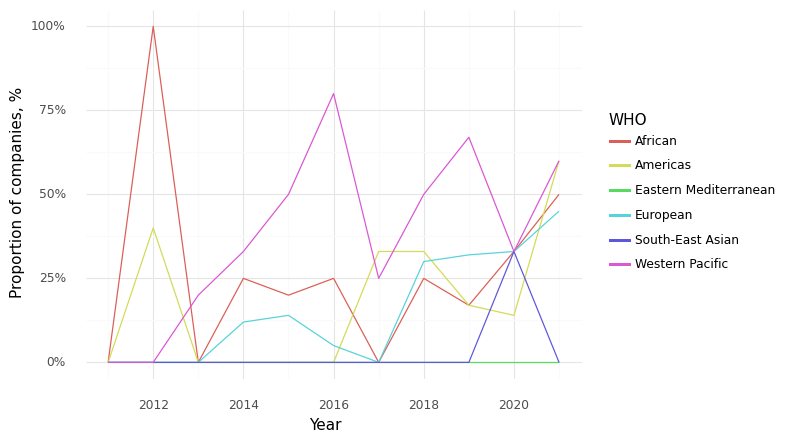 100%
75%
50%
25%
0%
Proportion of companies, %
2012
2014
2016
2018
2020
Year
WHO
African
Americas
Eastern Mediterranean
European
South-East Asian
Western Pacific